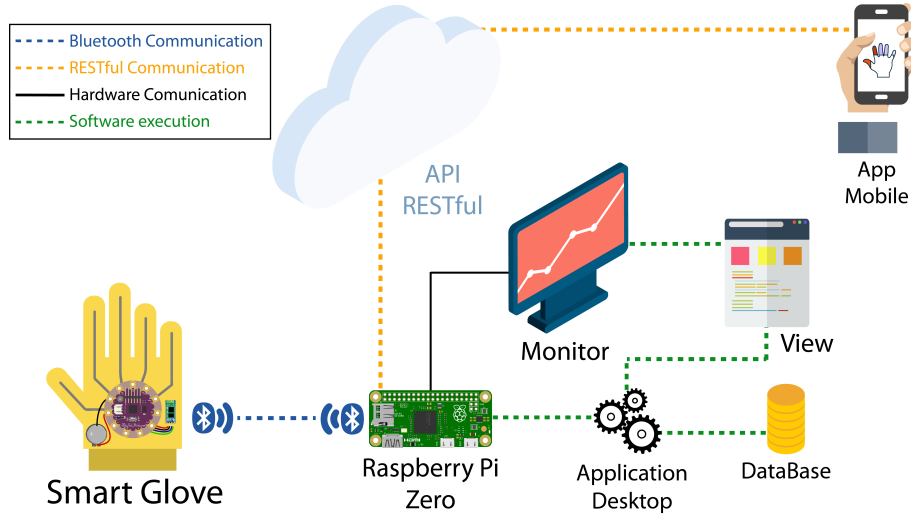 Bluetooth Communication
RESTful Communication
Hardware Comunication
Software execution
API
RESTful
App
Mobile
Monitor
View
Smart Glove
Raspberry Pi
Zero
Application
Desktop
DataBase